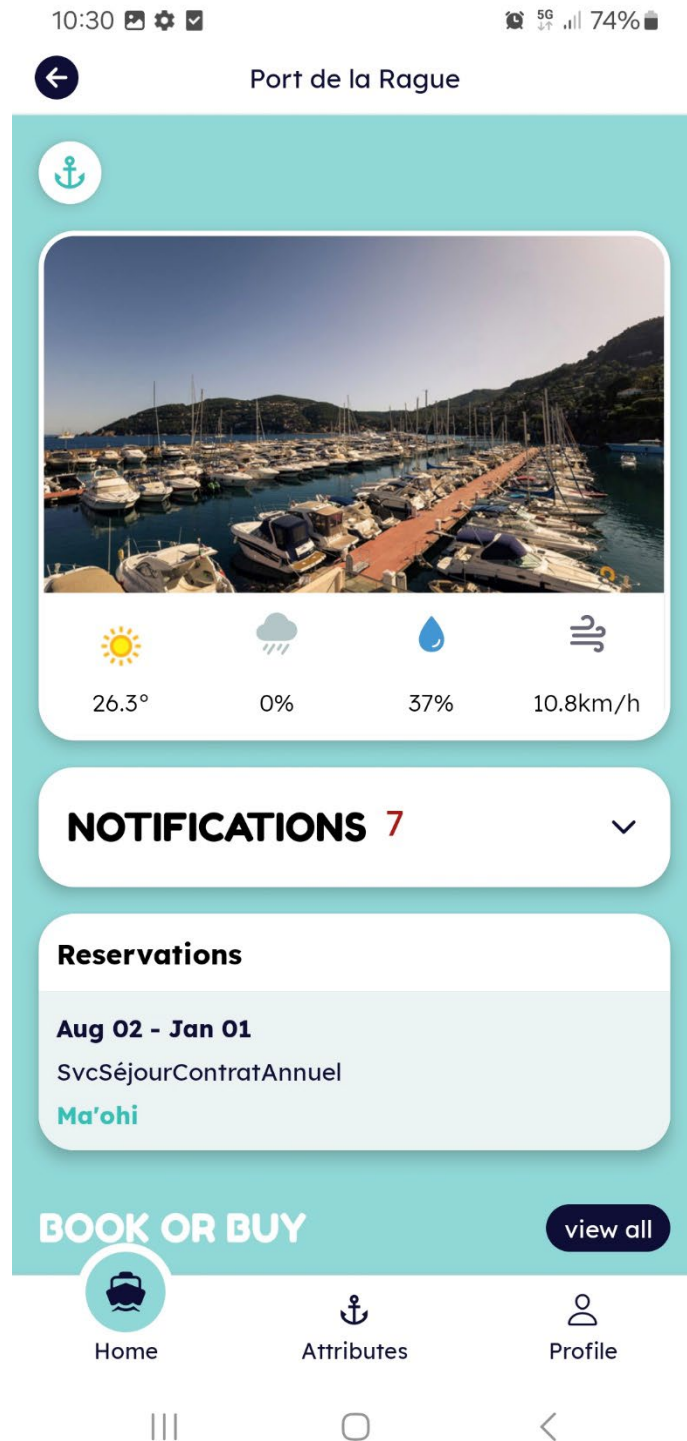 10:30 5G 74%
Port de la Rague
26.3° 0% 37% 10.8km/h
NOTIFICATIONS 7
Reservations
Aug 02 - Jan 01
SvcSéjourContratAnnuel
Ma'ohi
BOOK OR BUY view all
Home Attributes Profile